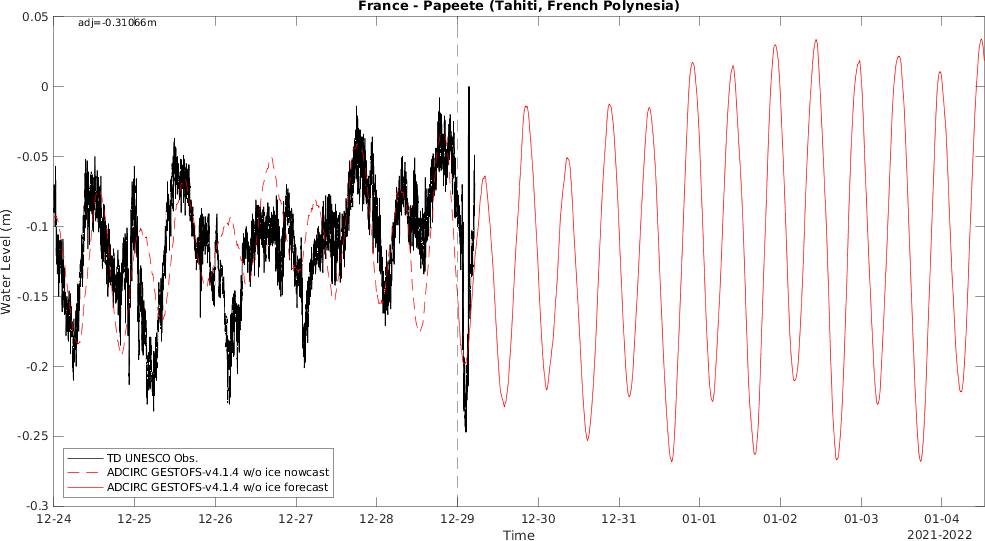 France - Papeete (Tahiti, French Polynesia)
adj=-0.31066m
0.05
0
-0.05
-0.1
-0.15
-0.2
-0.25
-0.3
Water Level (m)
TD UNESCO Obs.
ADCIRC GESTOFS-v4.1.4 w/o ice nowcast
ADCIRC GESTOFS-v4.1.4 w/o ice forecast
12-24 12-25 12-26 12-27 12-28 12-29 12-30 12-31 01-01 01-02 01-03 01-04
Time
2021-2022